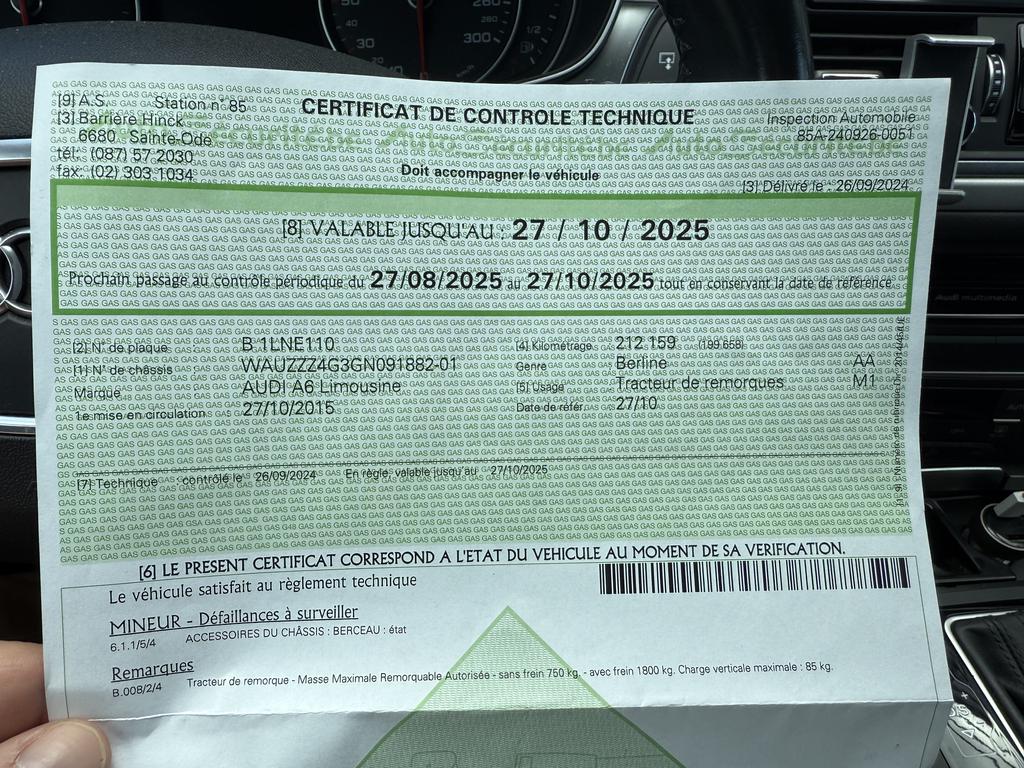 [9] A.S. Station n° 85
[3] Barrière Hinck
6680 Sainte-Ode
tél.: (087) 57 2030
fax: (02) 303 1034
CERTIFICAT DE CONTROLE TECHNIQUE
Doit accompagner le véhicule
Inspection Automobile
85A-240926-0051
[3] Délivré le : 26/09/2024
[8] VALABLE JUSQU'AU : 27 / 10 / 2025
Prochain passage au contrôle périodique du 27/08/2025 au 27/10/2025 tout en conservant la date de référence
[2] N° de plaque B 1LNE110 [4] Kilométrage 212 159 (199.658)
[1] N° de châssis WAUZZZ4G3GN091882-01 Genre Berline AA
Marque AUDI A6 Limousine [5] Usage Tracteur de remorques M1
1e mise en circulation 27/10/2015 Date de référ. 27/10
[7] Technique : contrôlé le 26/09/2024 En règle, valable jusqu'au 27/10/2025
[6] LE PRESENT CERTIFICAT CORRESPOND A L'ETAT DU VEHICULE AU MOMENT DE SA VERIFICATION.
Le véhicule satisfait au règlement technique
MINEUR - Défaillances à surveiller
6.1.1/5/4 ACCESSOIRES DU CHÂSSIS : BERCEAU : état
Remarques
B.008/2/4 Tracteur de remorque - Masse Maximale Remorquable Autorisée - sans frein 750 kg. - avec frein 1800 kg. Charge verticale maximale : 85 kg.